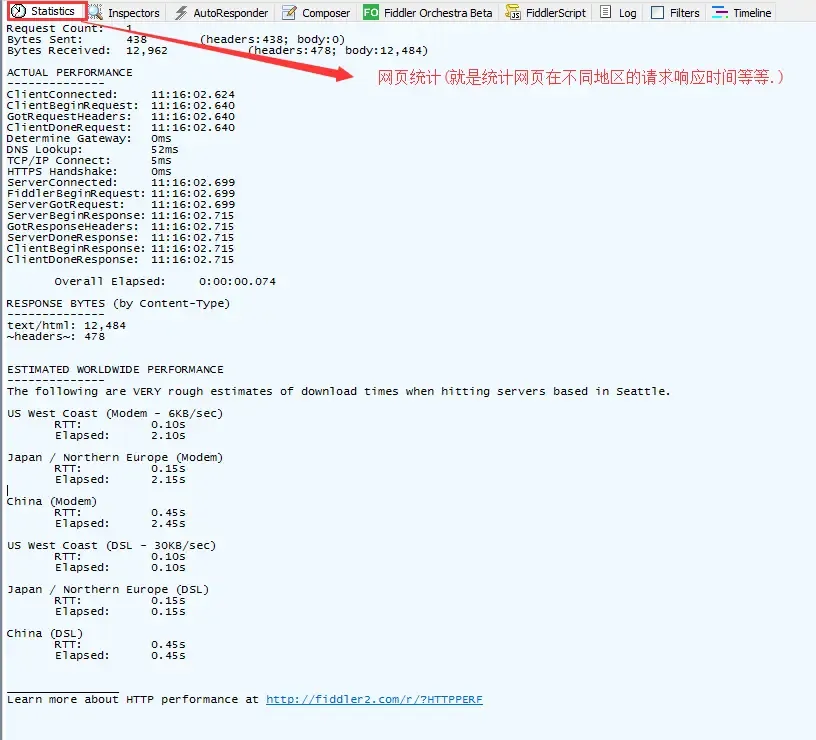 Statistics Inspectors AutoResponder Composer FO Fiddler Orchestra Beta FiddlerScript Log Filters Timeline
Request Count: 1
Bytes Sent: 438 (headers:438; body:0)
Bytes Received: 12,962 (headers:478; body:12,484)
ACTUAL PERFORMANCE
--------------
网页统计(就是统计网页在不同地区的请求响应时间等等.)
ClientConnected: 11:16:02.624
ClientBeginRequest: 11:16:02.640
GotRequestHeaders: 11:16:02.640
ClientDoneRequest: 11:16:02.640
Determine Gateway: 0ms
DNS Lookup: 52ms
TCP/IP Connect: 5ms
HTTPS Handshake: 0ms
ServerConnected: 11:16:02.699
FiddlerBeginRequest: 11:16:02.699
ServerGotRequest: 11:16:02.699
ServerBeginResponse: 11:16:02.715
GotResponseHeaders: 11:16:02.715
ServerDoneResponse: 11:16:02.715
ClientBeginResponse: 11:16:02.715
ClientDoneResponse: 11:16:02.715
Overall Elapsed: 0:00:00.074
RESPONSE BYTES (by Content-Type)
--------------
text/html: 12,484
~headers~: 478
ESTIMATED WORLDWIDE PERFORMANCE
--------------
The following are VERY rough estimates of download times when hitting servers based in Seattle.
US West Coast (Modem - 6KB/sec)
RTT: 0.10s
Elapsed: 2.10s
Japan / Northern Europe (Modem)
RTT: 0.15s
Elapsed: 2.15s
China (Modem)
RTT: 0.45s
Elapsed: 2.45s
US West Coast (DSL - 30KB/sec)
RTT: 0.10s
Elapsed: 0.10s
Japan / Northern Europe (DSL)
RTT: 0.15s
Elapsed: 0.15s
China (DSL)
RTT: 0.45s
Elapsed: 0.45s
________________
Learn more about HTTP performance at http://fiddler2.com/r/?HTTPPERF